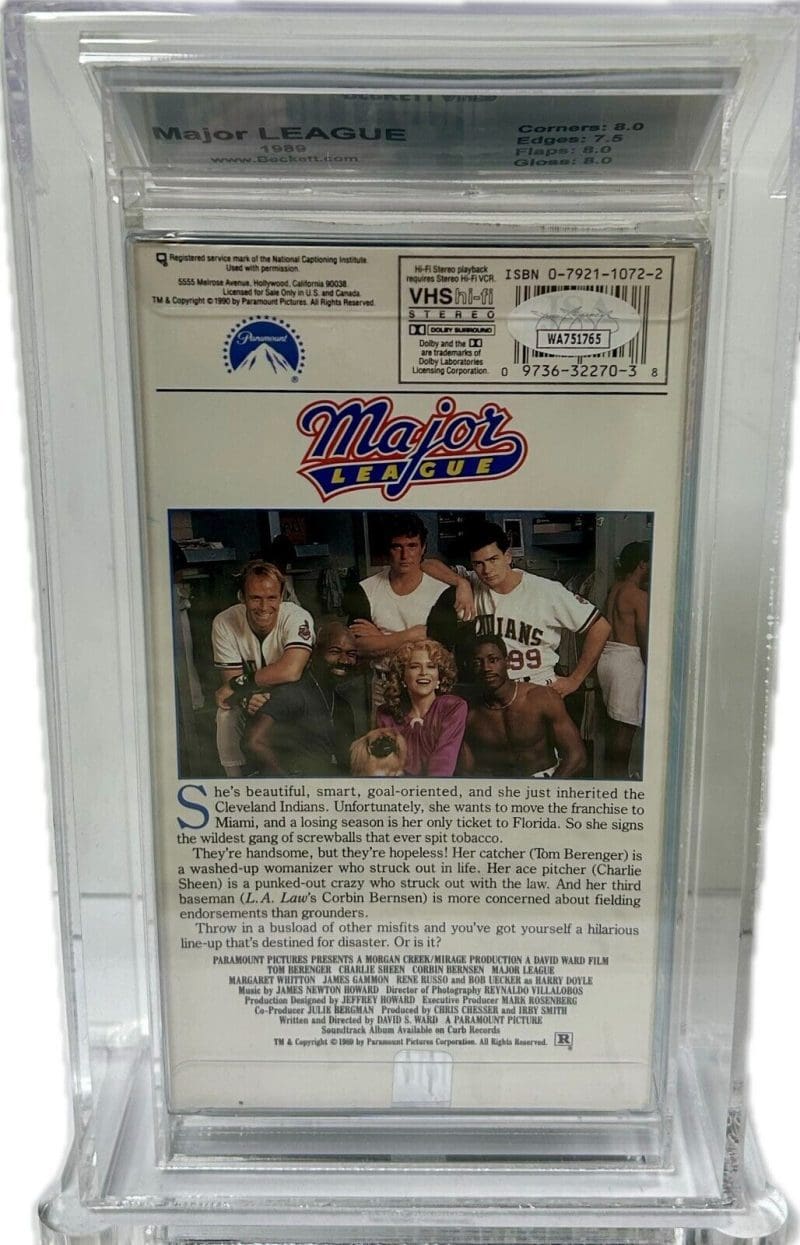 BECKETT VHS
Major LEAGUE
1989
www.Beckett.com
Corners: 8.0
Edges: 7.5
Flaps: 8.0
Gloss: 8.0
Registered service mark of the National Captioning Institute.
Used with permission.
5555 Melrose Avenue, Hollywood, California 90038
Licensed for Sale Only in U.S. and Canada.
TM & Copyright © 1990 by Paramount Pictures. All Rights Reserved.
Paramount
®
Hi-Fi Stereo playback
requires Stereo Hi-Fi VCR.
VHS hi-fi
STEREO
DOLBY SURROUND
Dolby and the
are trademarks of
Dolby Laboratories
Licensing Corporation.
ISBN 0-7921-1072-2
WA751765
0 9736-32270-3 8
Major
LEAGUE
DIANS
99
She's beautiful, smart, goal-oriented, and she just inherited the
Cleveland Indians. Unfortunately, she wants to move the franchise to
Miami, and a losing season is her only ticket to Florida. So she signs
the wildest gang of screwballs that ever spit tobacco.
They're handsome, but they're hopeless! Her catcher (Tom Berenger) is
a washed-up womanizer who struck out in life. Her ace pitcher (Charlie
Sheen) is a punked-out crazy who struck out with the law. And her third
baseman (L.A. Law's Corbin Bernsen) is more concerned about fielding
endorsements than grounders.
Throw in a busload of other misfits and you've got yourself a hilarious
line-up that's destined for disaster. Or is it?
PARAMOUNT PICTURES PRESENTS A MORGAN CREEK/MIRAGE PRODUCTION A DAVID WARD FILM
TOM BERENGER CHARLIE SHEEN CORBIN BERNSEN MAJOR LEAGUE
MARGARET WHITTON JAMES GAMMON RENE RUSSO and BOB UECKER as HARRY DOYLE
Music by JAMES NEWTON HOWARD Director of Photography REYNALDO VILLALOBOS
Production Designed by JEFFREY HOWARD Executive Producer MARK ROSENBERG
Co-Producer JULIE BERGMAN Produced by CHRIS CHESSER and IRBY SMITH
Written and Directed by DAVID S. WARD A PARAMOUNT PICTURE
Soundtrack Album Available on Curb Records
TM & Copyright © 1989 by Paramount Pictures Corporation. All Rights Reserved. R